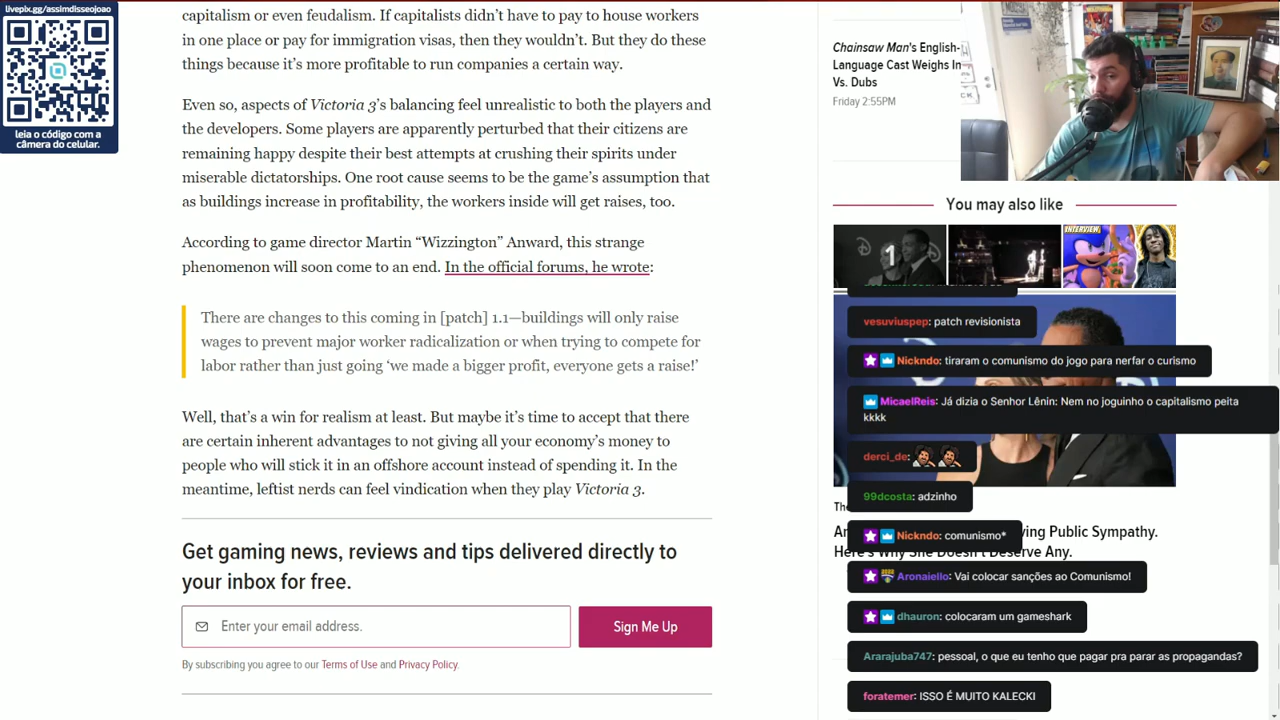 livepix.gg/assimdisseojoao
leia o código com a
câmera do celular.
capitalism or even feudalism. If capitalists didn’t have to pay to house workers
in one place or pay for immigration visas, then they wouldn’t. But they do these
things because it’s more profitable to run companies a certain way.
Even so, aspects of Victoria 3’s balancing feel unrealistic to both the players and
the developers. Some players are apparently perturbed that their citizens are
remaining happy despite their best attempts at crushing their spirits under
miserable dictatorships. One root cause seems to be the game’s assumption that
as buildings increase in profitability, the workers inside will get raises, too.
According to game director Martin “Wizzington” Anward, this strange
phenomenon will soon come to an end. In the official forums, he wrote:
There are changes to this coming in [patch] 1.1—buildings will only raise
wages to prevent major worker radicalization or when trying to compete for
labor rather than just going ‘we made a bigger profit, everyone gets a raise!’
Well, that’s a win for realism at least. But maybe it’s time to accept that there
are certain inherent advantages to not giving all your economy’s money to
people who will stick it in an offshore account instead of spending it. In the
meantime, leftist nerds can feel vindication when they play Victoria 3.
Get gaming news, reviews and tips delivered directly to
your inbox for free.
Enter your email address.
Sign Me Up
By subscribing you agree to our Terms of Use and Privacy Policy.
Chainsaw Man's English-
Language Cast Weighs In
Vs. Dubs
Friday 2:55PM
You may also like
1
INTERVIEW
vesuviuspep: patch revisionista
Nickndo: tiraram o comunismo do jogo para nerfar o curismo
MicaelReis: Já dizia o Senhor Lênin: Nem no joguinho o capitalismo peita
kkkk
derci_de:
99dcosta: adzinho
The
Nickndo: comunismo*
ving Public Sympathy.
Here's Why She Doesn't Deserve Any.
Aronaiello: Vai colocar sanções ao Comunismo!
dhauron: colocaram um gameshark
Ararajuba747: pessoal, o que eu tenho que pagar pra parar as propagandas?
foratemer: ISSO É MUITO KALECKI